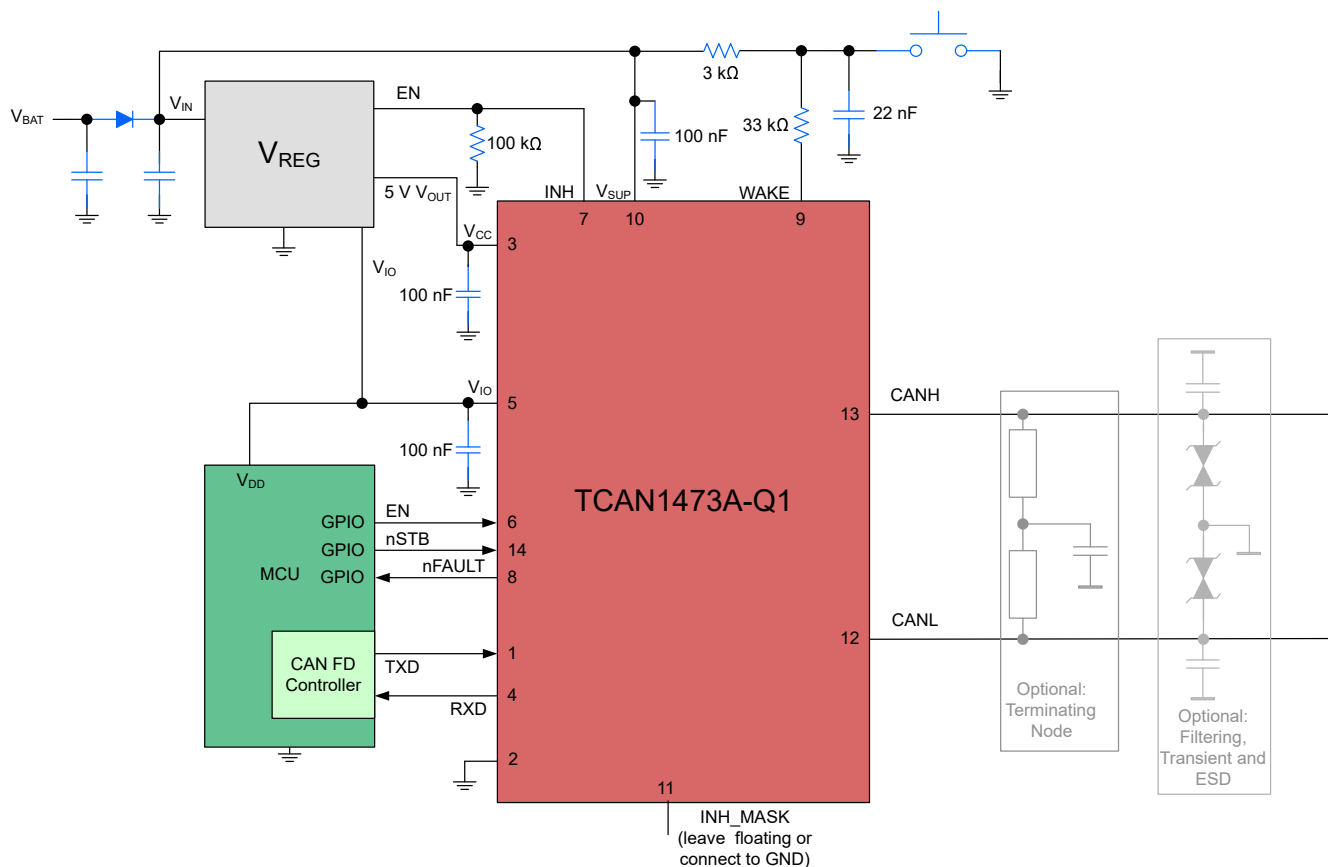 3 kΩ
V_BAT
V_IN
EN
V_REG
100 kΩ
100 nF
33 kΩ
22 nF
5 V V_OUT
INH
V_SUP
WAKE
7
10
9
V_CC
3
V_IO
100 nF
V_IO
5
CANH
13
100 nF
V_DD
TCAN1473A-Q1
GPIO
EN
6
GPIO
nSTB
14
MCU
GPIO
nFAULT
8
CANL
12
CAN FD
Controller
TXD
1
RXD
4
2
Optional:
Terminating
Node
Optional:
Filtering,
Transient and
ESD
11
INH_MASK
(leave floating or
connect to GND)